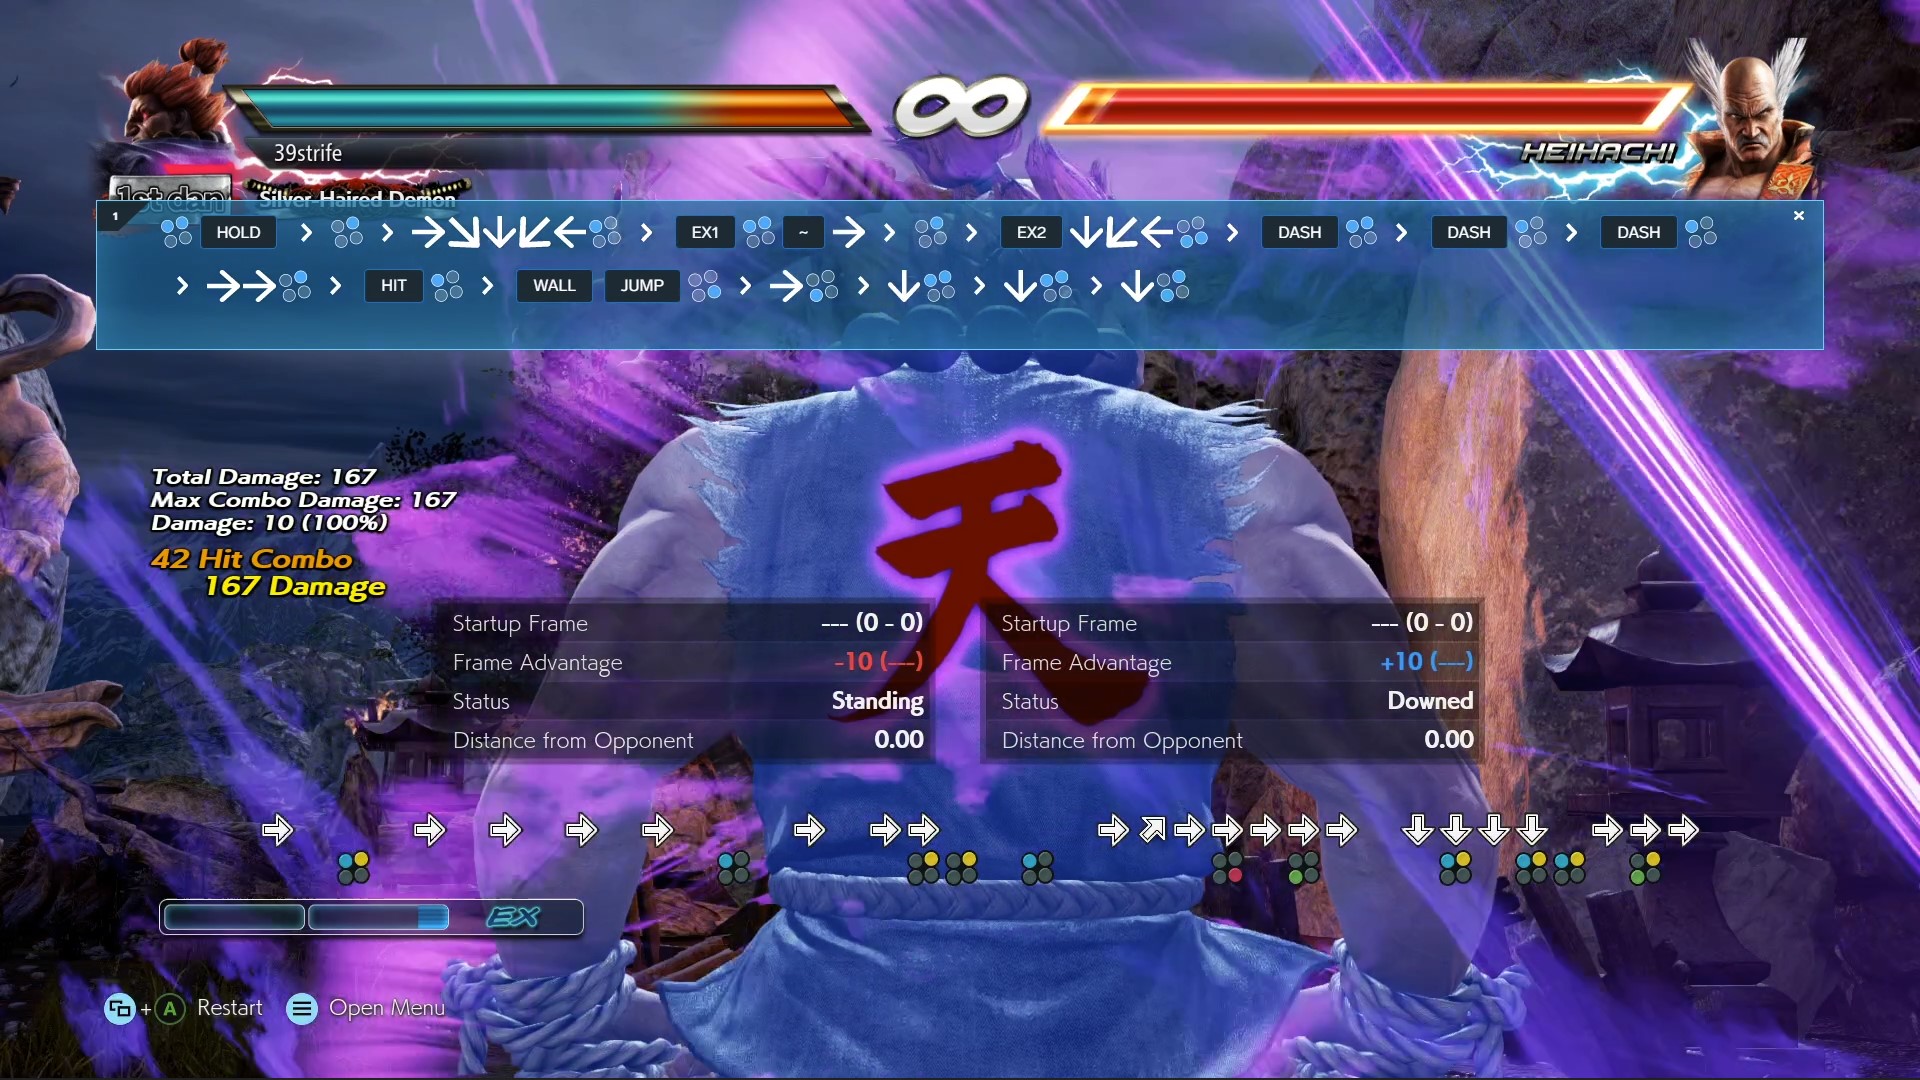 39strife
HEIHACHI
1st dan Silver-Haired Demon
1 HOLD EX1 ~ EX2 DASH DASH DASH ×
HIT WALL JUMP
天
Total Damage: 167
Max Combo Damage: 167
Damage: 10 (100%)
42 Hit Combo
167 Damage
Startup Frame --- (0 - 0)
Frame Advantage -10 (---)
Status Standing
Distance from Opponent 0.00
Startup Frame --- (0 - 0)
Frame Advantage +10 (---)
Status Downed
Distance from Opponent 0.00
EX
+ A Restart Open Menu